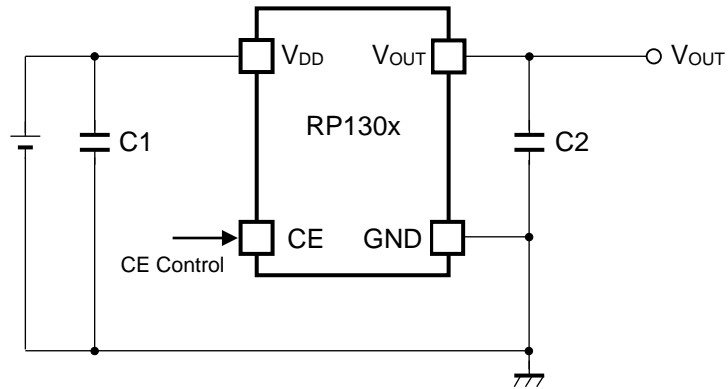 VDD
VOUT
VOUT
RP130x
C1
C2
CE
GND
CE Control